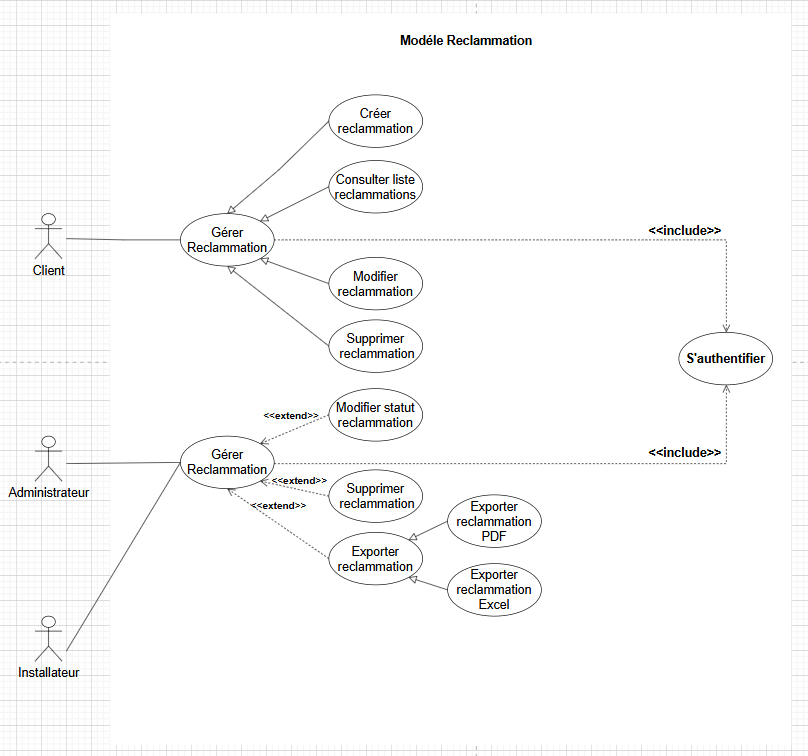 Modéle Reclammation
Créer
reclammation
Consulter liste
reclammations
Gérer
Reclammation
<<include>>
Client
Modifier
reclammation
Supprimer
reclammation
S'authentifier
Modifier statut
reclammation
<<extend>>
Gérer
Reclammation
<<include>>
Administrateur
<<extend>>
Supprimer
reclammation
<<extend>>
Exporter
reclammation
PDF
Exporter
reclammation
Exporter
reclammation
Excel
Installateur